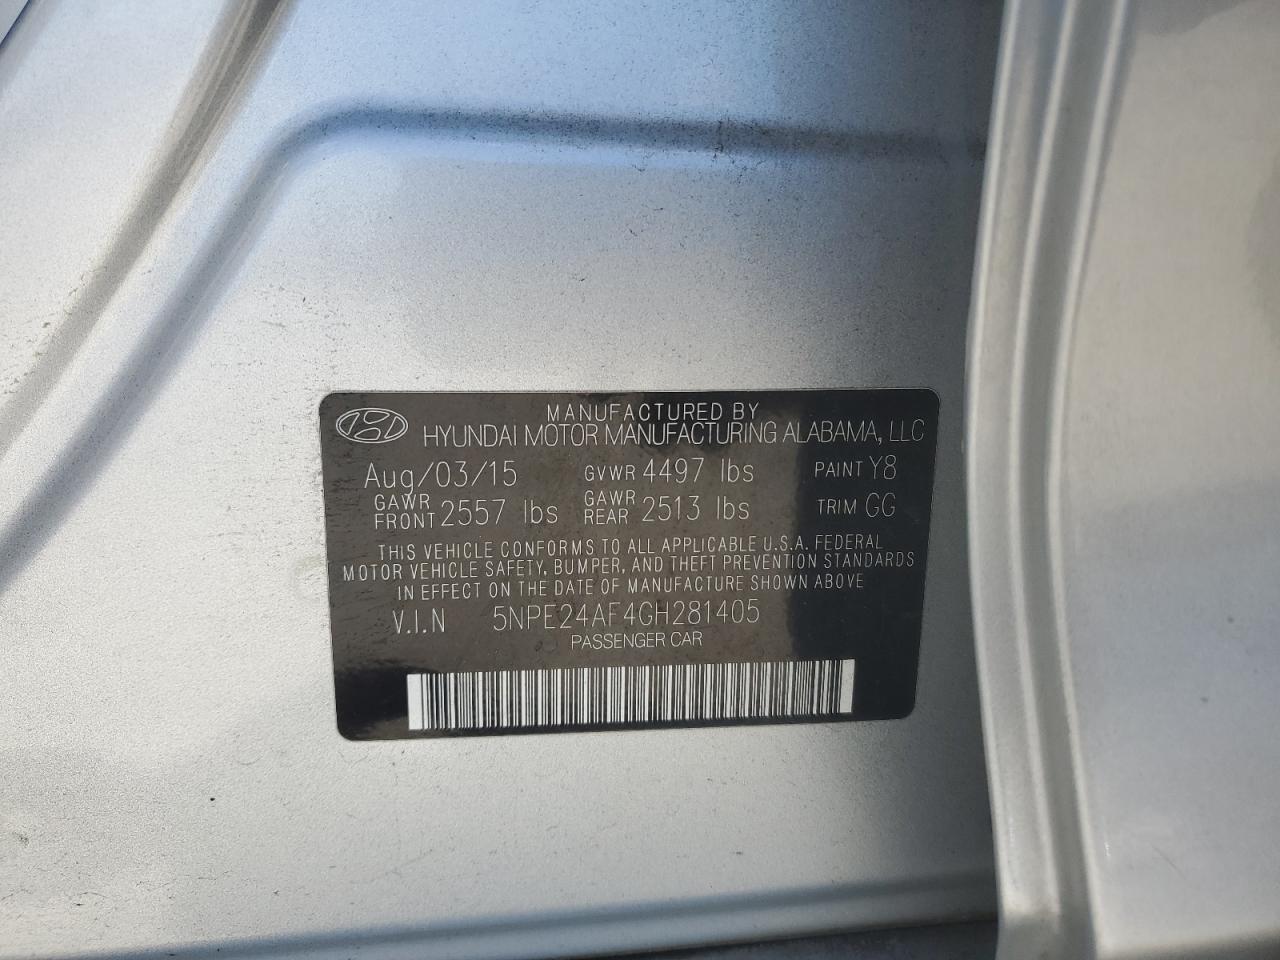 MANUFACTURED BY
HYUNDAI MOTOR MANUFACTURING ALABAMA, LLC
Aug/03/15 GVWR 4497 lbs PAINT Y8
GAWR FRONT 2557 lbs GAWR REAR 2513 lbs TRIM GG
THIS VEHICLE CONFORMS TO ALL APPLICABLE U.S.A. FEDERAL
MOTOR VEHICLE SAFETY, BUMPER, AND THEFT PREVENTION STANDARDS
IN EFFECT ON THE DATE OF MANUFACTURE SHOWN ABOVE
V.I.N 5NPE24AF4GH281405
PASSENGER CAR